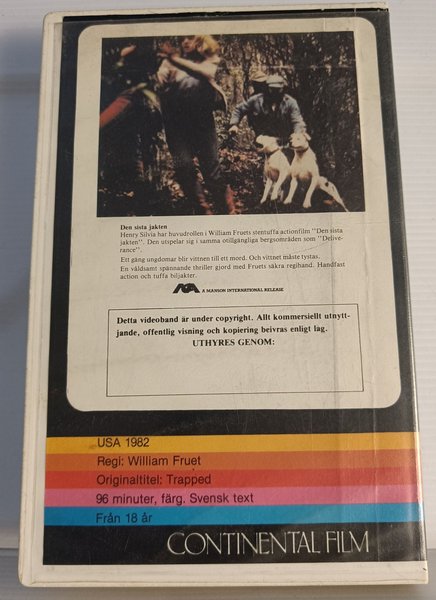 Den sista jakten
Henry Silvia har huvudrollen i William Fruets stentuffa actionfilm "Den sista
jakten". Den utspelar sig i samma otillgängliga bergsområden som "Delive-
rance".
Ett gäng ungdomar blir vittnen till ett mord. Och vittnet måste tystas.
En våldsamt spännande thriller gjord med Fruets säkra regihand. Handfast
action och tuffa biljakter.
A MANSON INTERNATIONAL RELEASE
Detta videoband är under copyright. Allt kommersiellt utnytt-
jande, offentlig visning och kopiering beivras enligt lag.
UTHYRES GENOM:
USA 1982
Regi: William Fruet
Originaltitel: Trapped
96 minuter, färg. Svensk text
Från 18 år
CONTINENTAL FILM